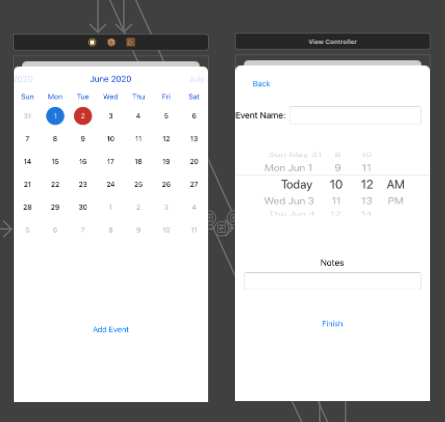 2020 June 2020 July
Sun Mon Tue Wed Thu Fri Sat
31 1 2 3 4 5 6
7 8 9 10 11 12 13
14 15 16 17 18 19 20
21 22 23 24 25 26 27
28 29 30 1 2 3 4
5 6 7 8 9 10 11
Add Event
View Controller
Back
Event Name:
Sun May 31 8 10
Mon Jun 1 9 11
Today 10 12 AM
Wed Jun 3 11 13 PM
Thu Jun 4 12 14
Notes
Finish